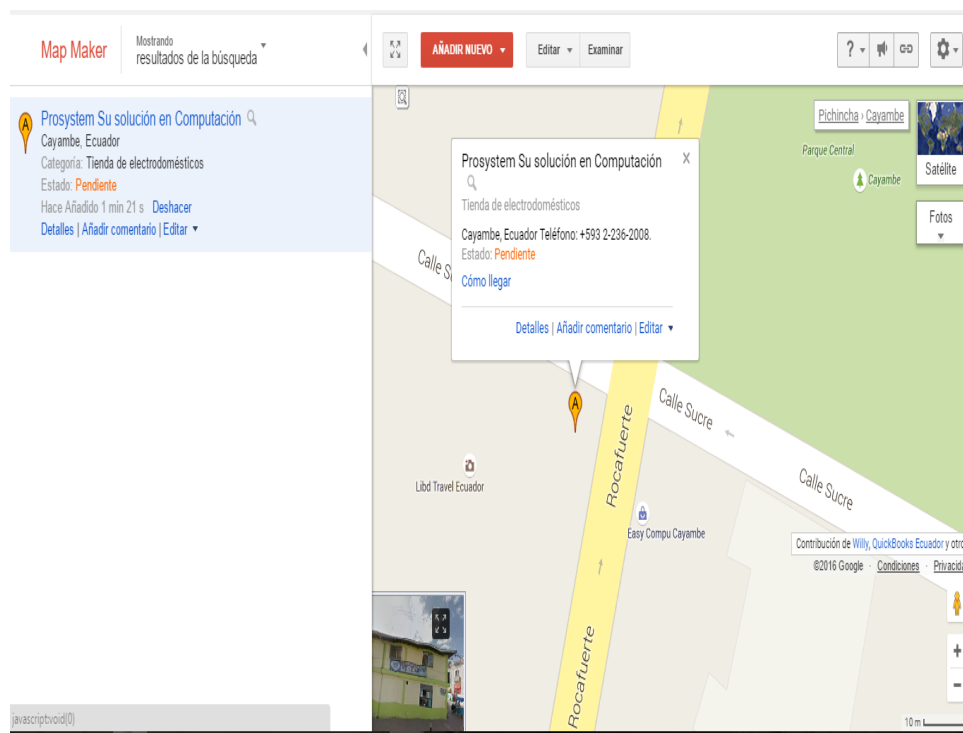 Map Maker
Mostrando
resultados de la búsqueda
AÑADIR NUEVO
Editar
Examinar
?
Prosystem Su solución en Computación
Cayambe, Ecuador
Categoría: Tienda de electrodomésticos
Estado: Pendiente
Hace Añadido 1 min 21 s Deshacer
Detalles | Añadir comentario | Editar
A
Pichincha › Cayambe
Parque Central
Cayambe
Satélite
Fotos
Prosystem Su solución en Computación
Tienda de electrodomésticos
Cayambe, Ecuador Teléfono: +593 2-236-2008.
Estado: Pendiente
Cómo llegar
Detalles | Añadir comentario | Editar
Calle S
A
Calle Sucre
Rocafuerte
Libd Travel Ecuador
Calle Sucre
Easy Compu Cayambe
Contribución de Willy, QuickBooks Ecuador y otro
©2016 Google · Condiciones · Privacida
Rocafuerte
+
-
javascript:void(0)
10 m